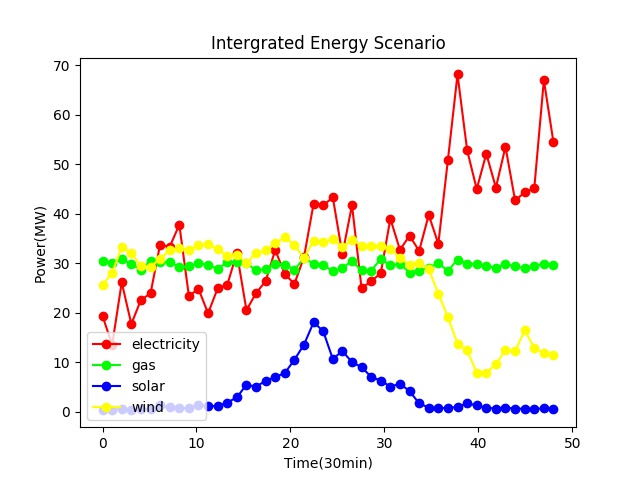 Intergrated Energy Scenario
Power(MW)
70
60
50
40
30
20
10
0
electricity
gas
solar
wind
0 10 20 30 40 50
Time(30min)